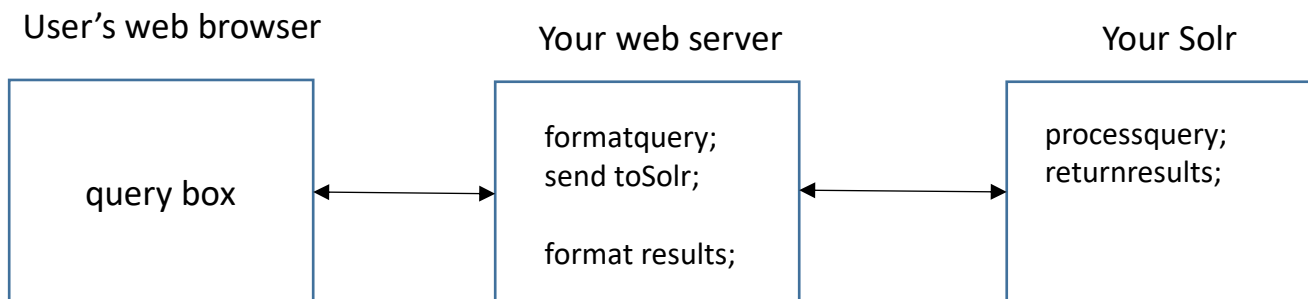 User’s web browser
Your web server
Your Solr
query box
formatquery;
send toSolr;
format results;
processquery;
returnresults;